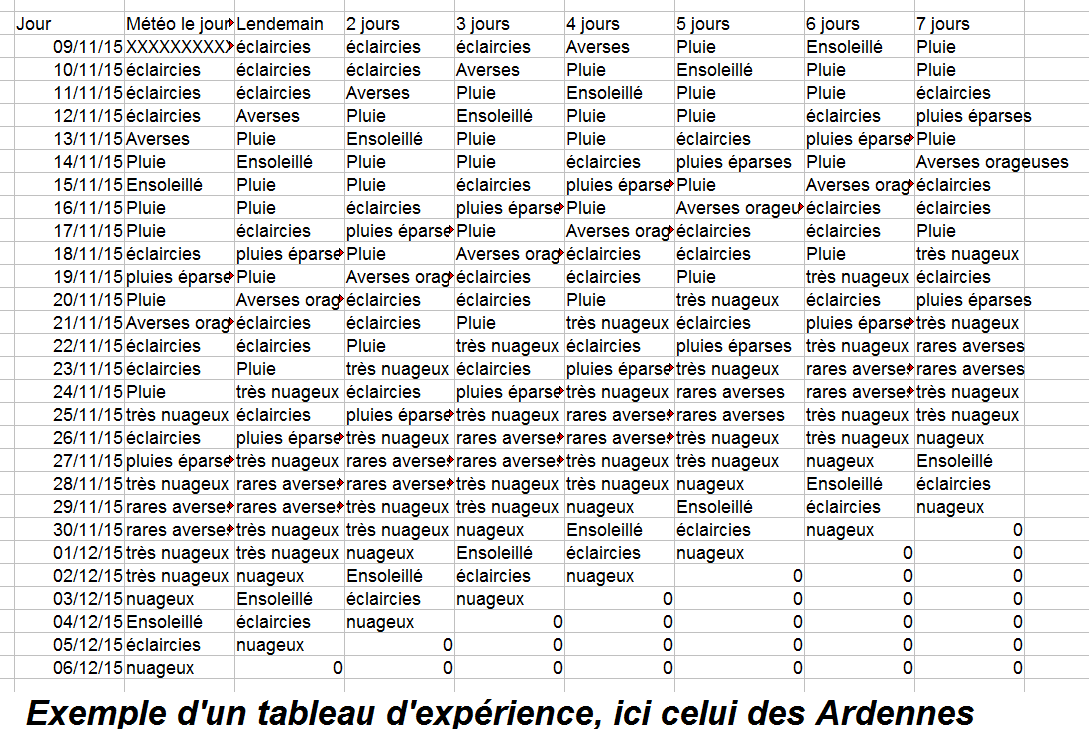 Jour Météo le jour Lendemain 2 jours 3 jours 4 jours 5 jours 6 jours 7 jours
09/11/15 XXXXXXXXXX éclaircies éclaircies éclaircies Averses Pluie Ensoleillé Pluie
10/11/15 éclaircies éclaircies éclaircies Averses Pluie Ensoleillé Pluie Pluie
11/11/15 éclaircies éclaircies Averses Pluie Ensoleillé Pluie Pluie éclaircies
12/11/15 éclaircies Averses Pluie Ensoleillé Pluie Pluie éclaircies pluies éparses
13/11/15 Averses Pluie Ensoleillé Pluie Pluie éclaircies pluies éparse Pluie
14/11/15 Pluie Ensoleillé Pluie Pluie éclaircies pluies éparses Pluie Averses orageuses
15/11/15 Ensoleillé Pluie Pluie éclaircies pluies éparse Pluie Averses orag éclaircies
16/11/15 Pluie Pluie éclaircies pluies éparse Pluie Averses orageu éclaircies éclaircies
17/11/15 Pluie éclaircies pluies éparse Pluie Averses orag éclaircies éclaircies Pluie
18/11/15 éclaircies pluies éparse Pluie Averses orag éclaircies éclaircies Pluie très nuageux
19/11/15 pluies éparse Pluie Averses orag éclaircies éclaircies Pluie très nuageux éclaircies
20/11/15 Pluie Averses orag éclaircies éclaircies Pluie très nuageux éclaircies pluies éparses
21/11/15 Averses orag éclaircies éclaircies Pluie très nuageux éclaircies pluies éparse très nuageux
22/11/15 éclaircies éclaircies Pluie très nuageux éclaircies pluies éparses très nuageux rares averses
23/11/15 éclaircies Pluie très nuageux éclaircies pluies éparse très nuageux rares averse rares averses
24/11/15 Pluie très nuageux éclaircies pluies éparse très nuageux rares averses rares averse très nuageux
25/11/15 très nuageux éclaircies pluies éparse très nuageux rares averse rares averses très nuageux très nuageux
26/11/15 éclaircies pluies éparse très nuageux rares averse rares averse très nuageux très nuageux nuageux
27/11/15 pluies éparse très nuageux rares averse rares averse très nuageux très nuageux nuageux Ensoleillé
28/11/15 très nuageux rares averse rares averse très nuageux très nuageux nuageux Ensoleillé éclaircies
29/11/15 rares averse rares averse très nuageux très nuageux nuageux Ensoleillé éclaircies nuageux
30/11/15 rares averse très nuageux très nuageux nuageux Ensoleillé éclaircies nuageux 0
01/12/15 très nuageux très nuageux nuageux Ensoleillé éclaircies nuageux 0 0
02/12/15 très nuageux nuageux Ensoleillé éclaircies nuageux 0 0 0
03/12/15 nuageux Ensoleillé éclaircies nuageux 0 0 0 0
04/12/15 Ensoleillé éclaircies nuageux 0 0 0 0 0
05/12/15 éclaircies nuageux 0 0 0 0 0 0
06/12/15 nuageux 0 0 0 0 0 0 0
Exemple d'un tableau d'expérience, ici celui des Ardennes